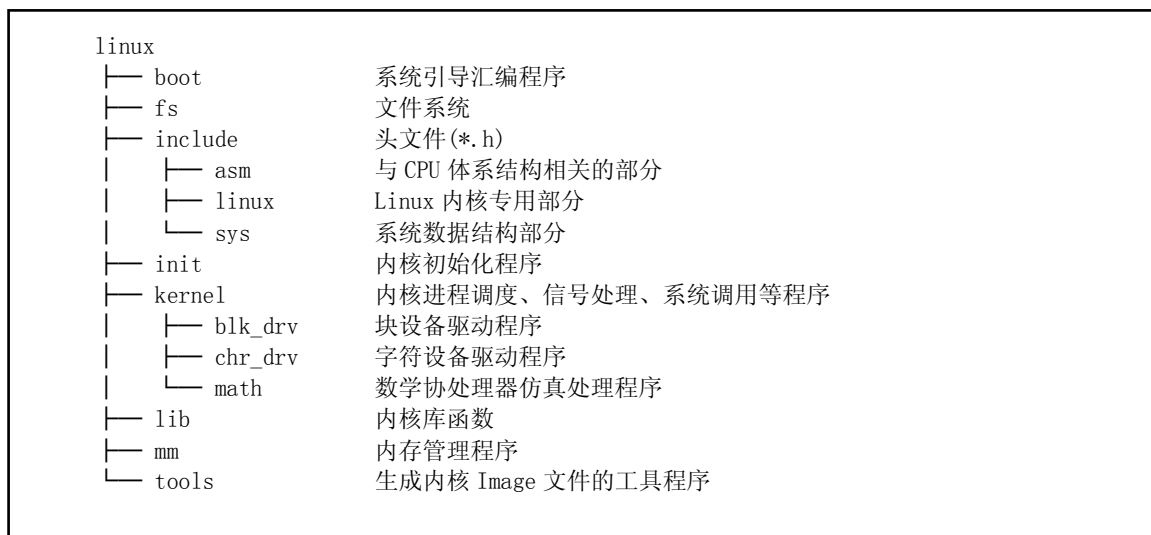 linux
├── boot 系统引导汇编程序
├── fs 文件系统
├── include 头文件(*.h)
│ ├── asm 与 CPU 体系结构相关的部分
│ ├── linux Linux 内核专用部分
│ └── sys 系统数据结构部分
├── init 内核初始化程序
├── kernel 内核进程调度、信号处理、系统调用等程序
│ ├── blk_drv 块设备驱动程序
│ ├── chr_drv 字符设备驱动程序
│ └── math 数学协处理器仿真处理程序
├── lib 内核库函数
├── mm 内存管理程序
└── tools 生成内核 Image 文件的工具程序